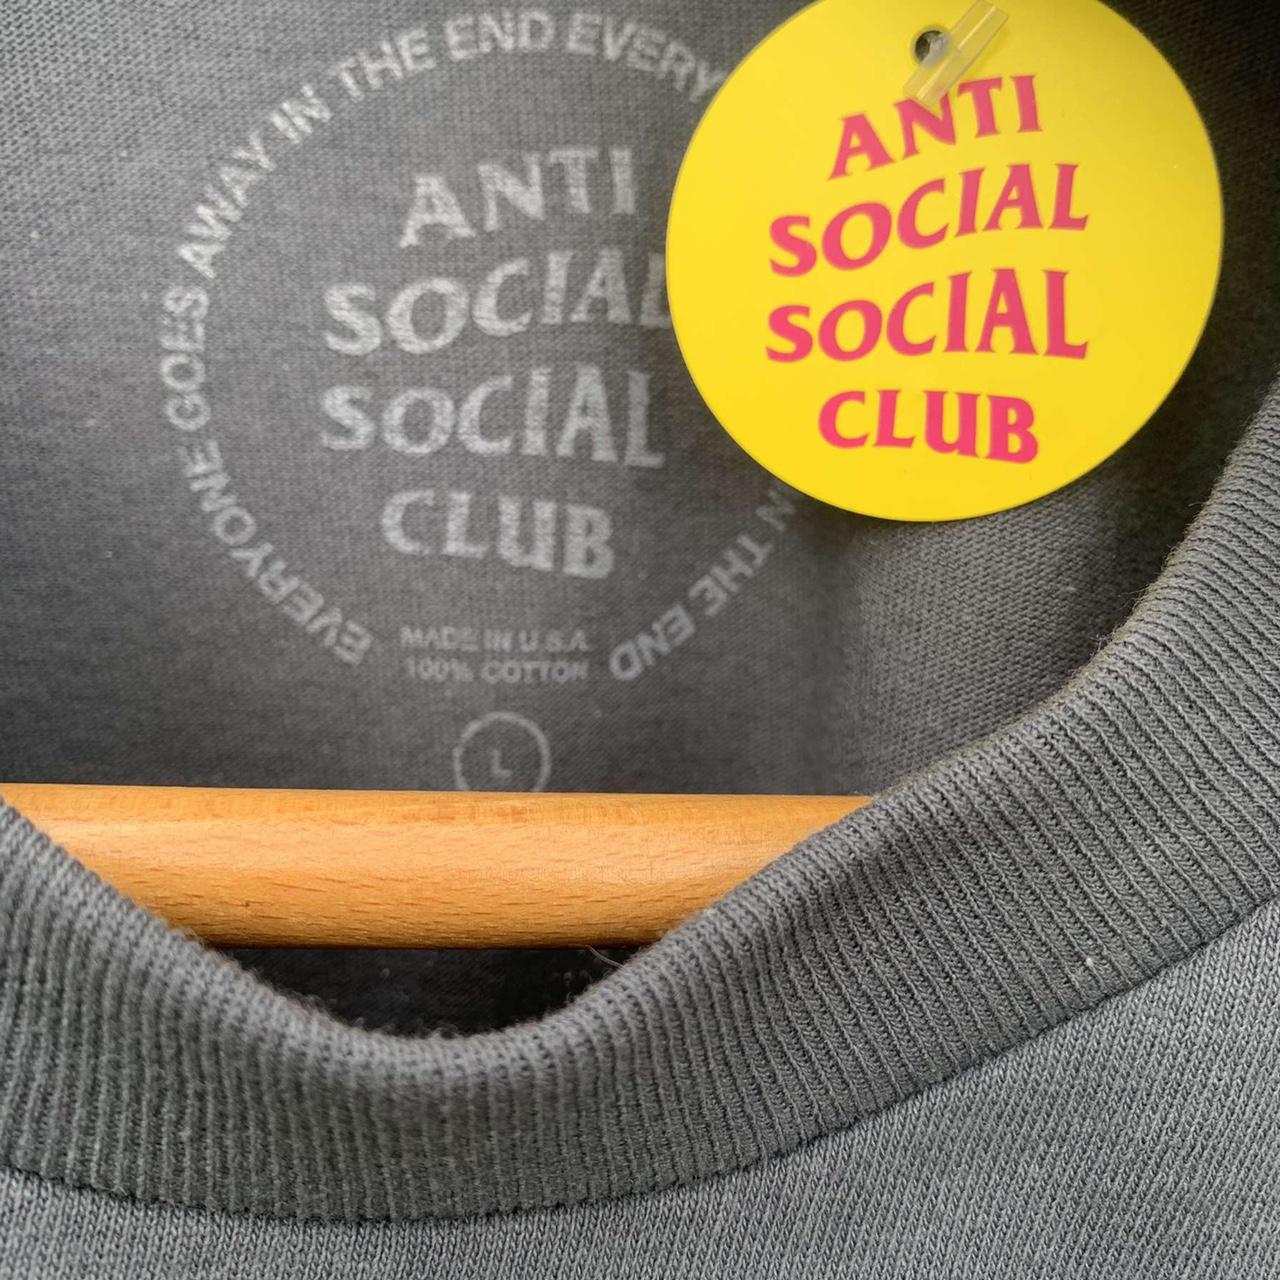 EVERYONE GOES AWAY IN THE END EVERY
THE END
ANTI
SOCIAL
SOCIAL
CLUB
MADE IN U.S.A
100% COTTON
L
ANTI
SOCIAL
SOCIAL
CLUB